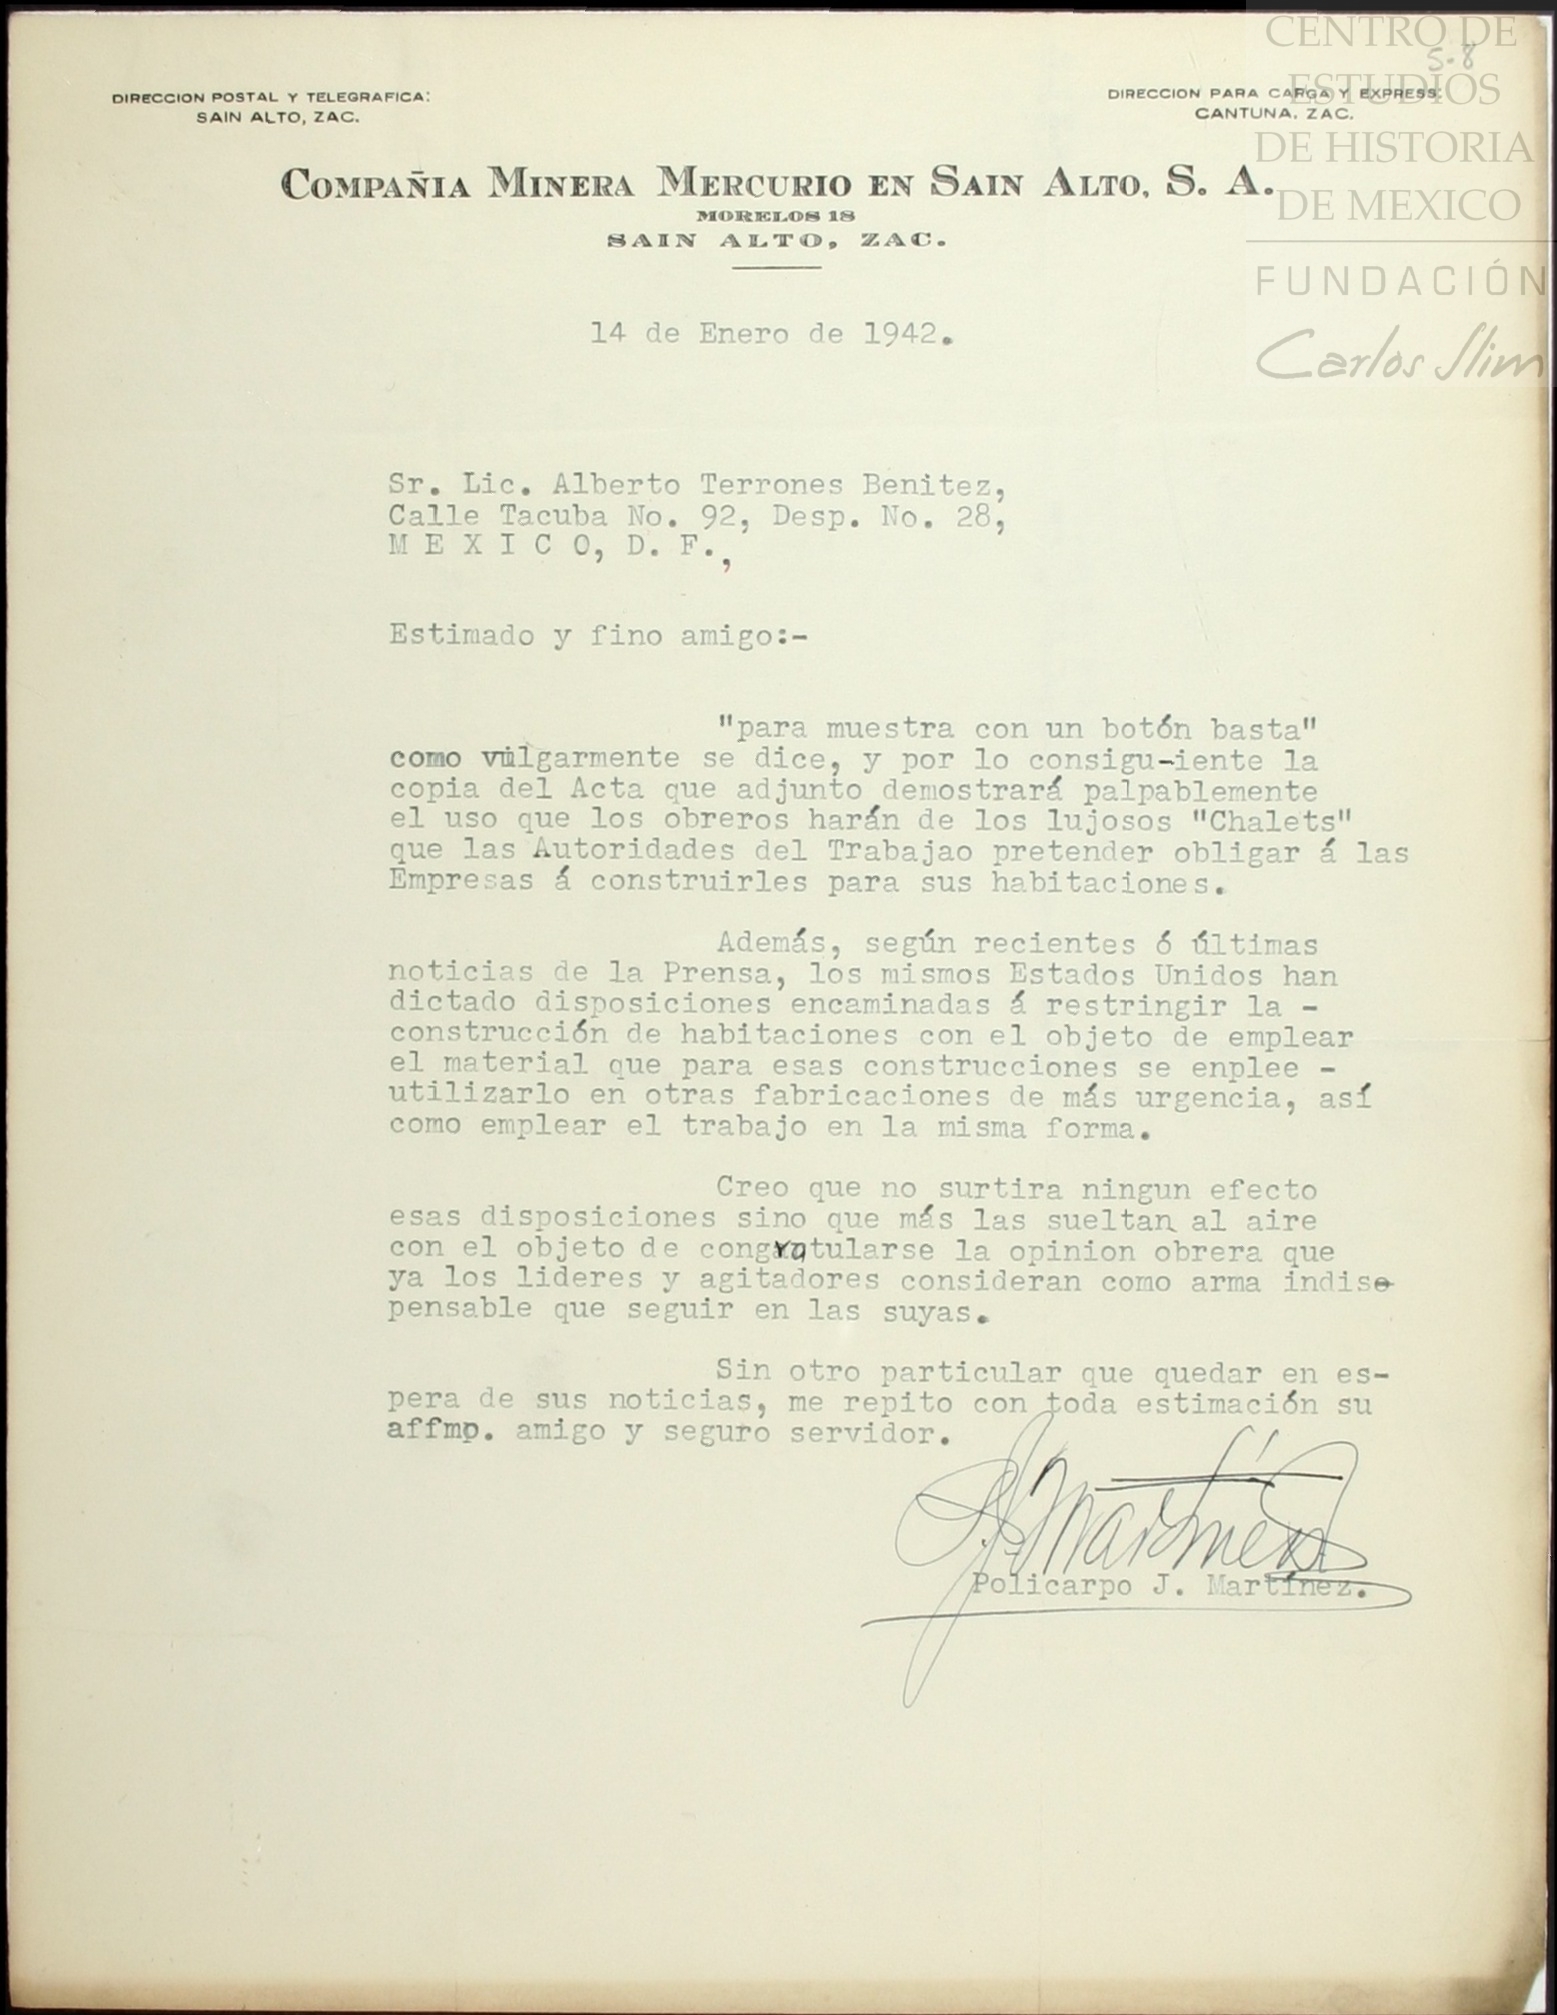 CENTRO DE
ESTUDIOS
DE HISTORIA
DE MEXICO
FUNDACIÓN
Carlos Slim
5-8
DIRECCION POSTAL Y TELEGRAFICA:
SAIN ALTO, ZAC.
DIRECCION PARA CARGA Y EXPRESS:
CANTUNA, ZAC.
COMPAÑIA MINERA MERCURIO EN SAIN ALTO, S. A.
MORELOS 18
SAIN ALTO, ZAC.
14 de Enero de 1942.
Sr. Lic. Alberto Terrones Benitez,
Calle Tacuba No. 92, Desp. No. 28,
M E X I C O, D. F.,
Estimado y fino amigo:-
"para muestra con un botón basta"
como vulgarmente se dice, y por lo consigu-iente la
copia del Acta que adjunto demostrará palpablemente
el uso que los obreros harán de los lujosos "Chalets"
que las Autoridades del Trabajao pretender obligar á las
Empresas á construirles para sus habitaciones.
Además, según recientes ó últimas
noticias de la Prensa, los mismos Estados Unidos han
dictado disposiciones encaminadas á restringir la -
construcción de habitaciones con el objeto de emplear
el material que para esas construcciones se enplee -
utilizarlo en otras fabricaciones de más urgencia, así
como emplear el trabajo en la misma forma.
Creo que no surtira ningun efecto
esas disposiciones sino que más las sueltan al aire
con el objeto de congratularse la opinion obrera que
ya los lideres y agitadores consideran como arma indis-
pensable que seguir en las suyas.
Sin otro particular que quedar en es-
pera de sus noticias, me repito con toda estimación su
affmo. amigo y seguro servidor.
P. J. Martínez
Policarpo J. Martínez.